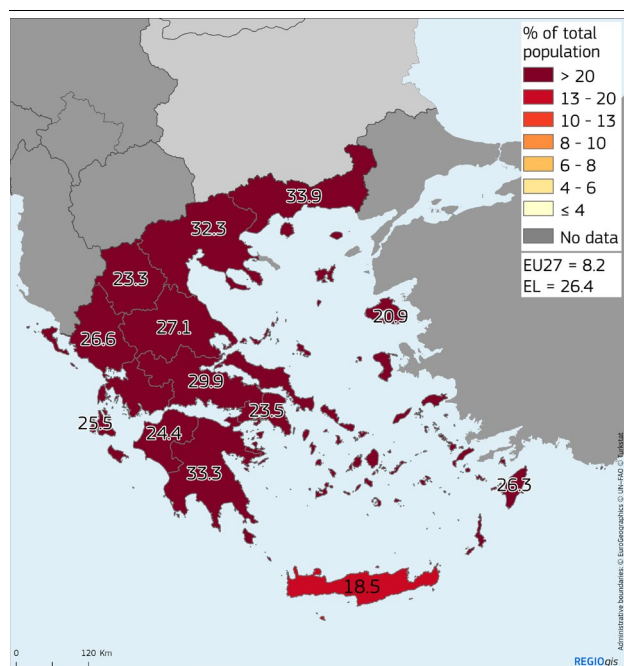 % of total
population
> 20
13 - 20
10 - 13
8 - 10
6 - 8
4 - 6
≤ 4
No data
EU27 = 8.2
EL = 26.4
33.9
32.3
23.3
20.9
27.1
26.6
29.9
23.5
25.5
24.4
33.3
26.3
18.5
0 120 Km
Administrative boundaries: © EuroGeographics © UN-FAO © Turkstat
REGIOgis